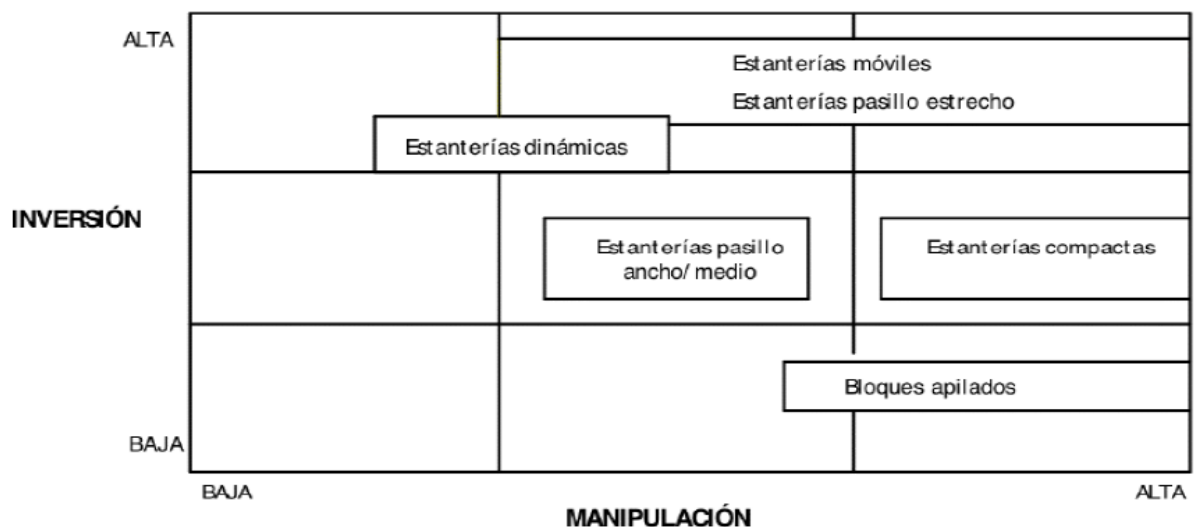 ALTA
Estanterías móviles
Estanterías pasillo estrecho
Estanterías dinámicas
INVERSIÓN
Estanterías pasillo
ancho/ medio
Estanterías compactas
Bloques apilados
BAJA
BAJA
ALTA
MANIPULACIÓN